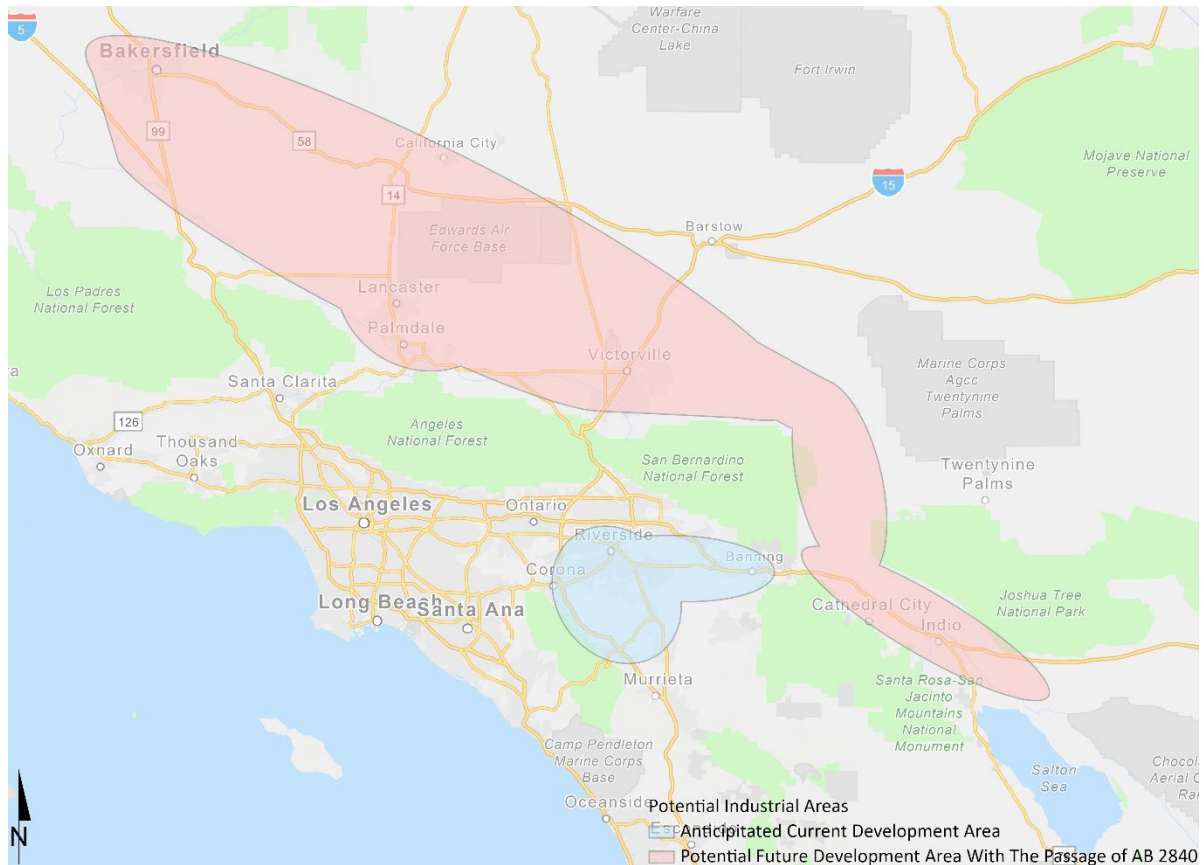 5
Bakersfield
99
58
California City
14
Edwards Air
Force Base
Warfare
Center-China
Lake
Fort Irwin
15
Mojave National
Preserve
Barstow
Los Padres
National Forest
Lancaster
Palmdale
Victorville
Marine Corps
Agcc
Twentynine
Palms
Santa Clarita
126
Oxnard
Thousand
Oaks
Angeles
National Forest
San Bernardino
National Forest
Twentynine
Palms
Los Angeles
Ontario
Riverside
Corona
Banning
Long Beach
Santa Ana
Cathedral City
Indio
Joshua Tree
National Park
Murrieta
Santa Rosa-San
Jacinto
Mountains
National
Monument
Camp Pendleton
Marine Corps
Base
Oceanside
Salton
Sea
N
Potential Industrial Areas
Anticipitated Current Development Area
Potential Future Development Area With The Passage of AB 2840